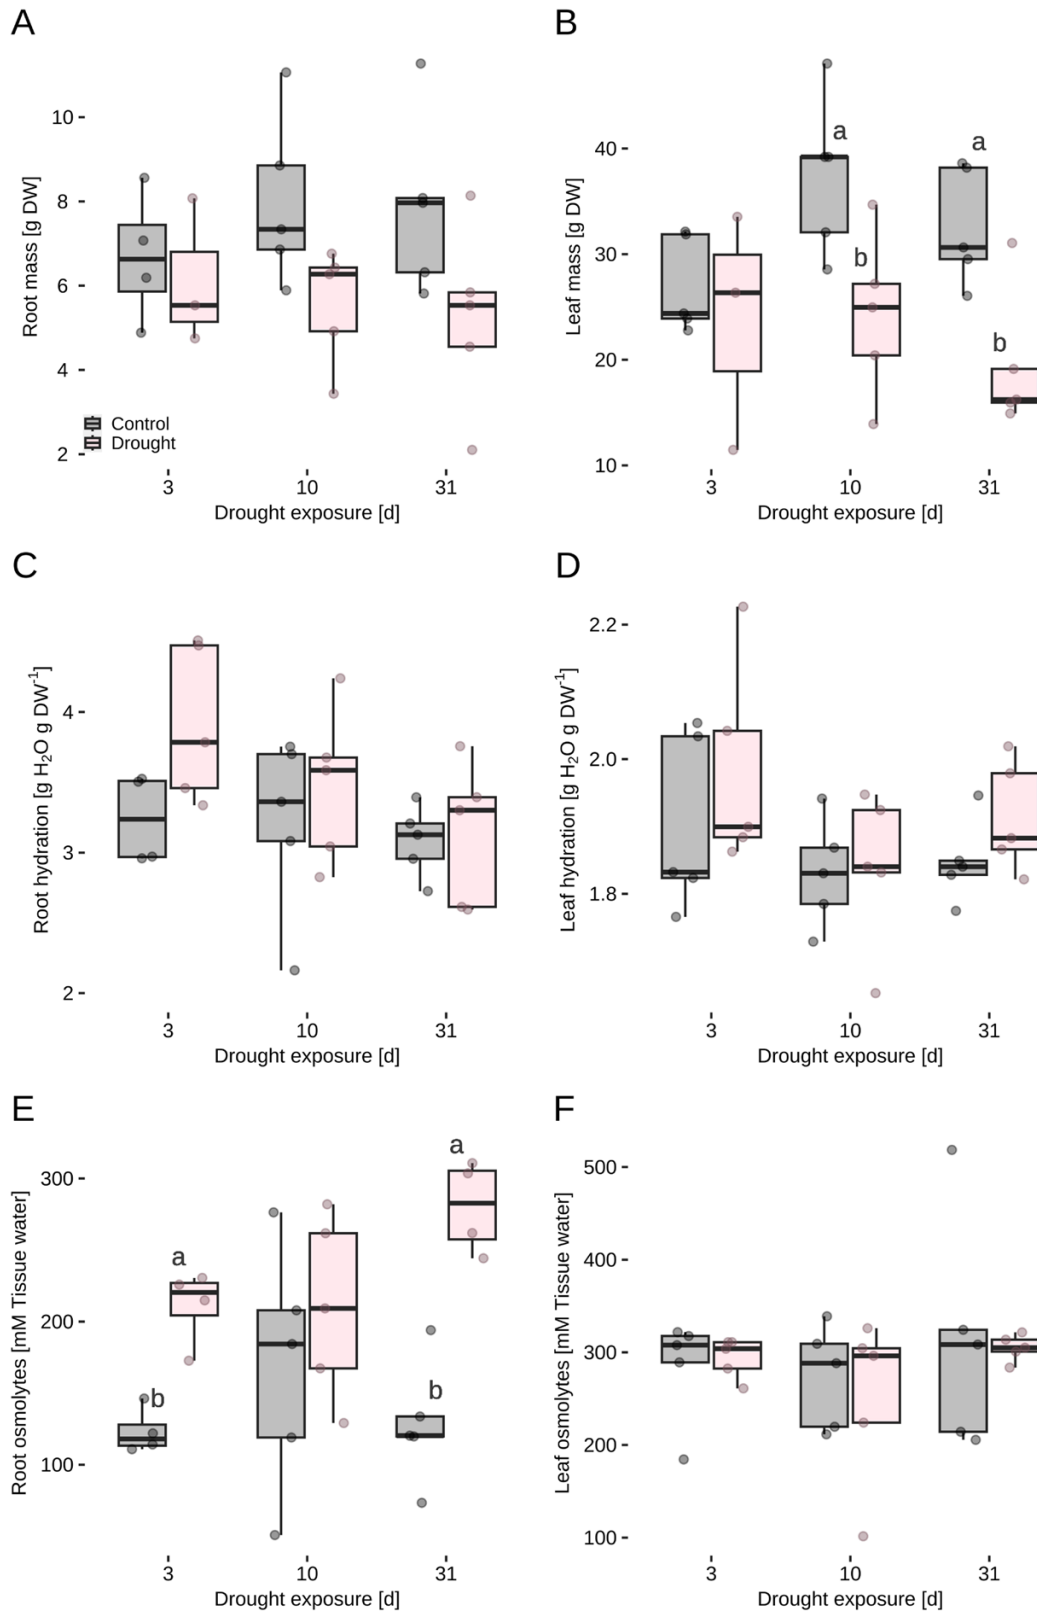 A
Root mass [g DW]
10
8
6
4
2
Control
Drought
3 10 31
Drought exposure [d]
B
Leaf mass [g DW]
40
30
20
10
a
b
a
b
3 10 31
Drought exposure [d]
C
Root hydration [g H₂O g DW⁻¹]
4
3
2
3 10 31
Drought exposure [d]
D
Leaf hydration [g H₂O g DW⁻¹]
2.2
2.0
1.8
3 10 31
Drought exposure [d]
E
Root osmolytes [mM Tissue water]
300
200
100
a
b
a
b
3 10 31
Drought exposure [d]
F
Leaf osmolytes [mM Tissue water]
500
400
300
200
100
3 10 31
Drought exposure [d]